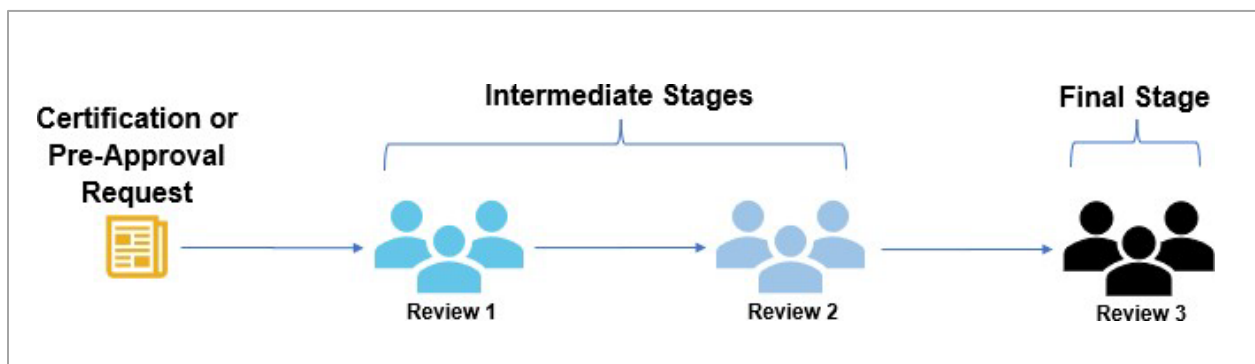 Certification or
Pre-Approval
Request
Intermediate Stages
Final Stage
Review 1
Review 2
Review 3